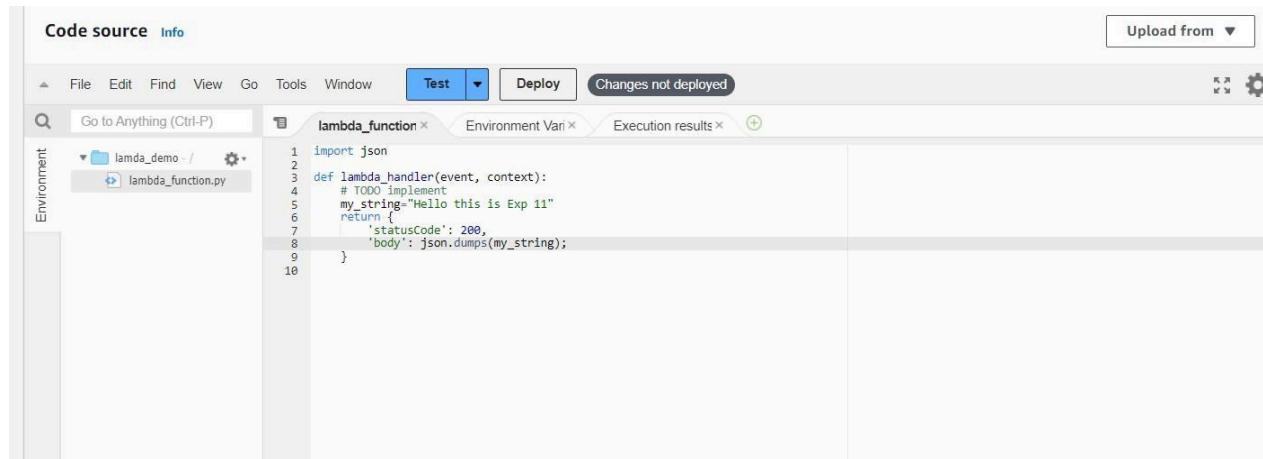 Code source Info
Upload from ▼
File Edit Find View Go Tools Window Test Deploy Changes not deployed
Go to Anything (Ctrl-P)
lambda_function × Environment Vari × Execution results ×
Environment
lamda_demo - /
lambda_function.py
1 import json
2
3 def lambda_handler(event, context):
4     # TODO implement
5     my_string="Hello this is Exp 11"
6     return {
7         'statusCode': 200,
8         'body': json.dumps(my_string);
9     }
10